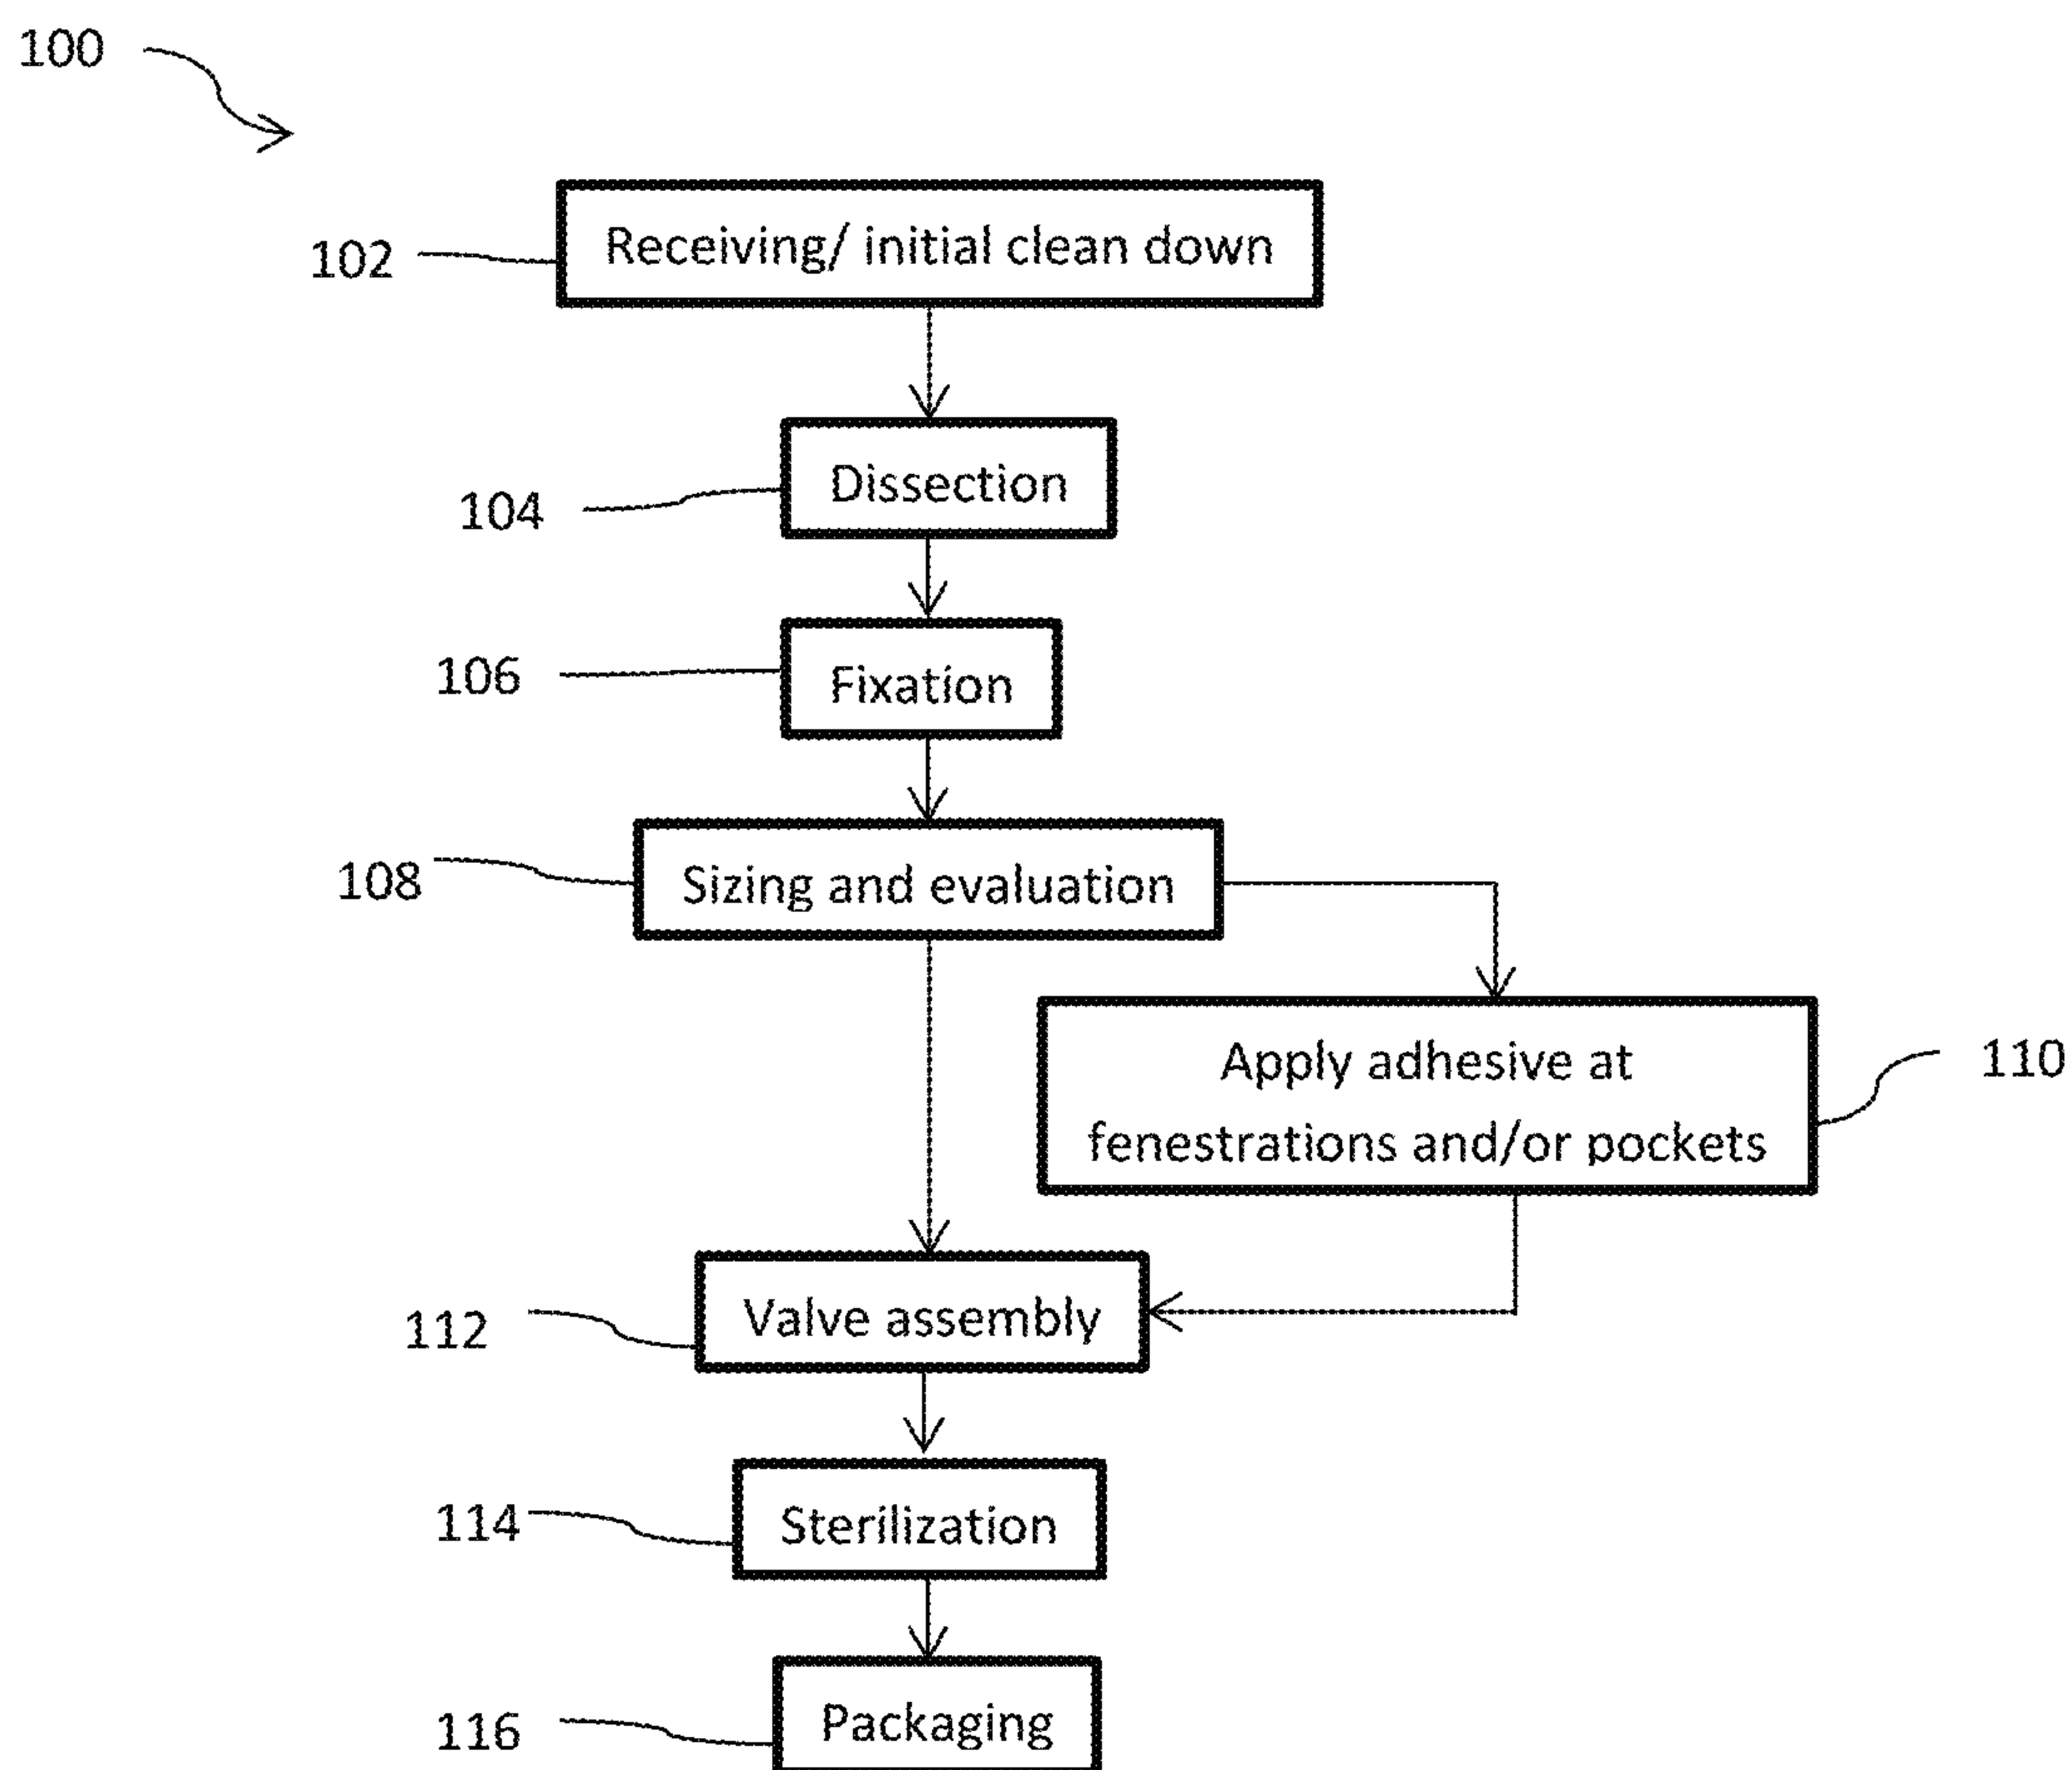 100
102
Receiving/ initial clean down
104
Dissection
106
Fixation
108
Sizing and evaluation
Apply adhesive at
fenestrations and/or pockets
110
112
Valve assembly
114
Sterilization
116
Packaging